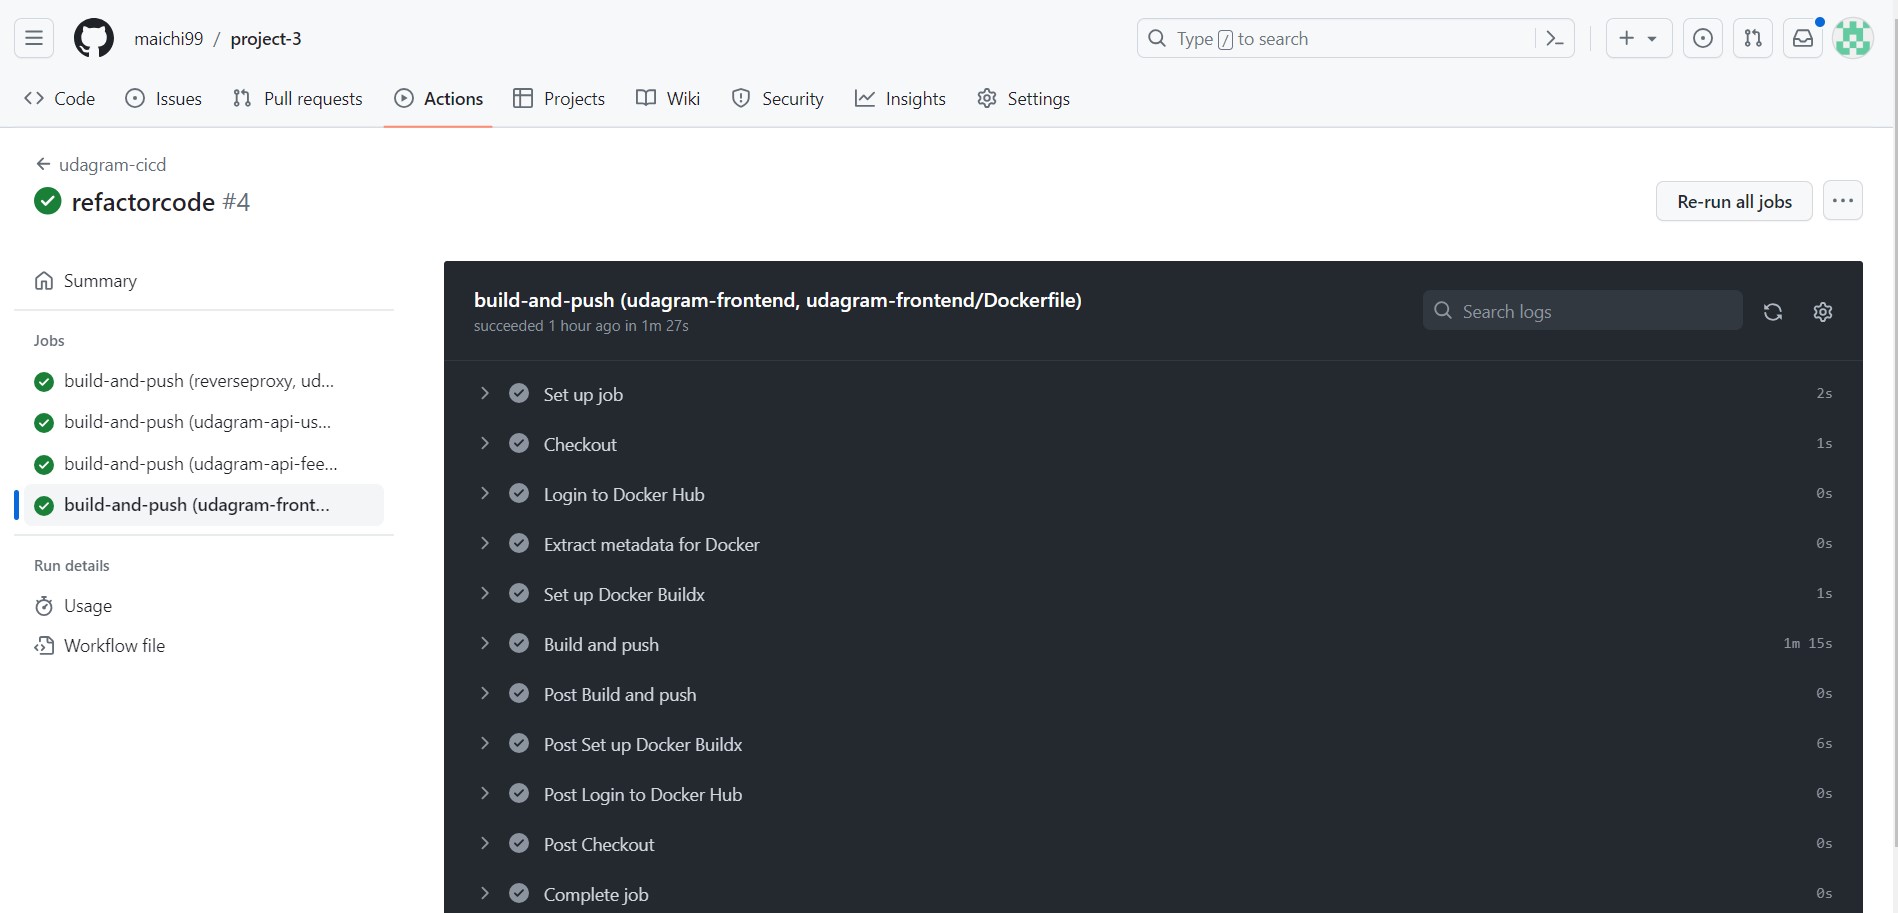 maichi99 / project-3
Type / to search
Code
Issues
Pull requests
Actions
Projects
Wiki
Security
Insights
Settings
udagram-cicd
refactorcode #4
Re-run all jobs
Summary
Jobs
build-and-push (reverseproxy, ud...
build-and-push (udagram-api-us...
build-and-push (udagram-api-fee...
build-and-push (udagram-front...
Run details
Usage
Workflow file
build-and-push (udagram-frontend, udagram-frontend/Dockerfile)
succeeded 1 hour ago in 1m 27s
Search logs
Set up job 2s
Checkout 1s
Login to Docker Hub 0s
Extract metadata for Docker 0s
Set up Docker Buildx 1s
Build and push 1m 15s
Post Build and push 0s
Post Set up Docker Buildx 6s
Post Login to Docker Hub 0s
Post Checkout 0s
Complete job 0s